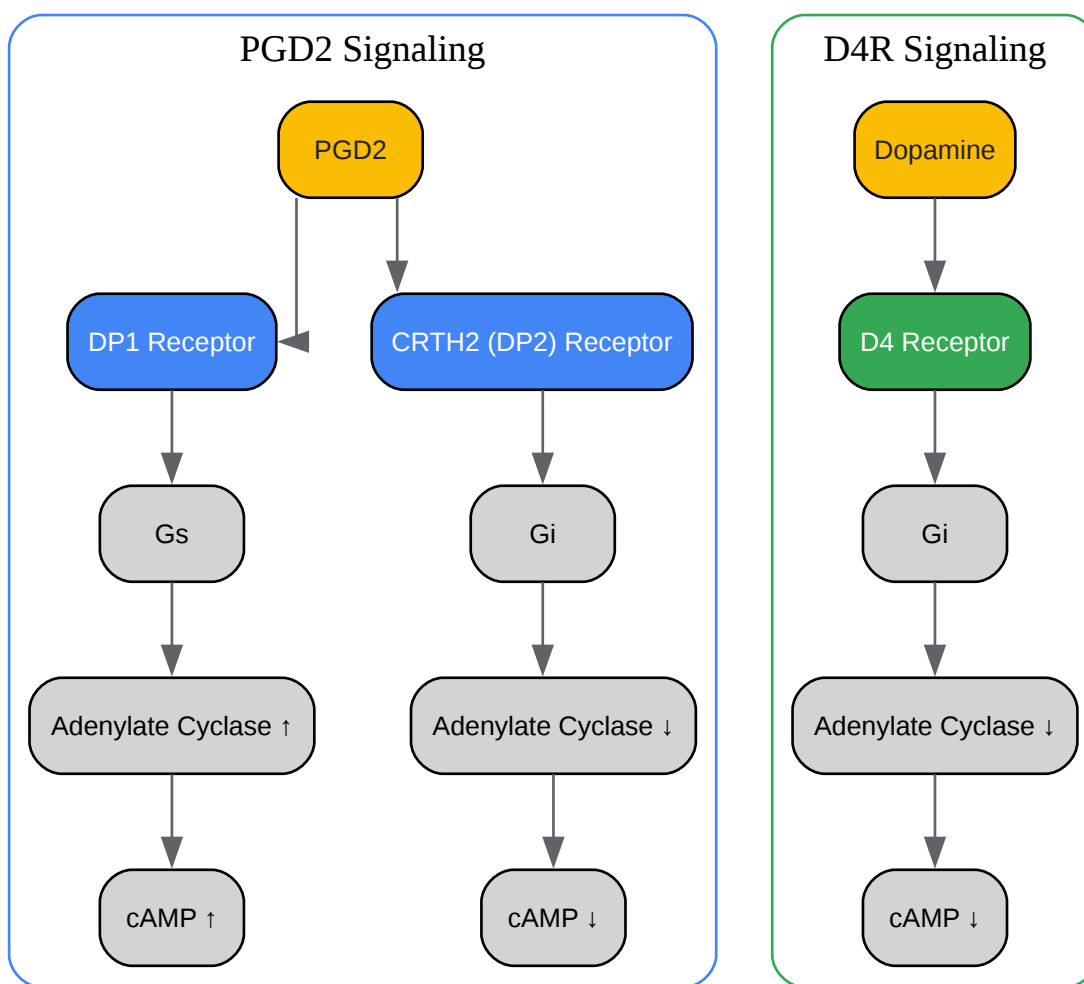 PGD2 Signaling
PGD2
DP1 Receptor
CRTH2 (DP2) Receptor
Gs
Gi
Adenylate Cyclase ↑
Adenylate Cyclase ↓
cAMP ↑
cAMP ↓
D4R Signaling
Dopamine
D4 Receptor
Gi
Adenylate Cyclase ↓
cAMP ↓